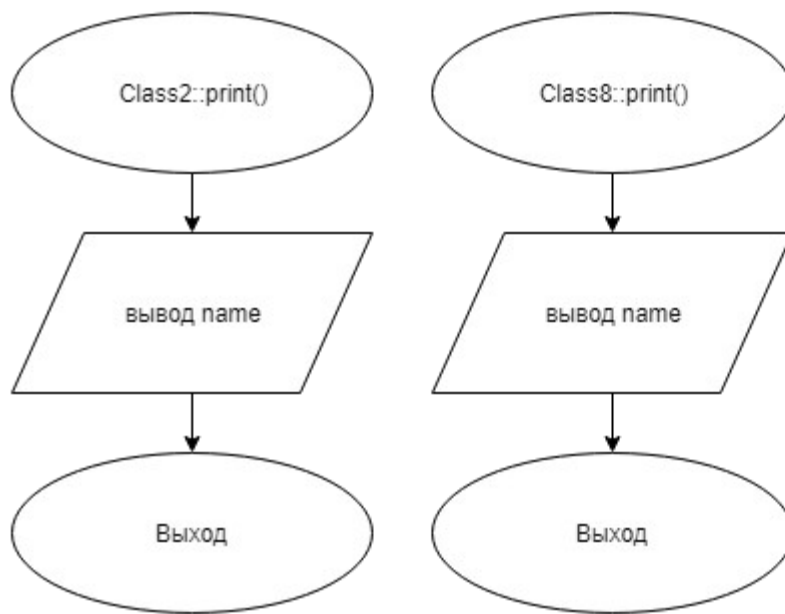 Class2::print()
Class8::print()
вывод name
вывод name
Выход
Выход